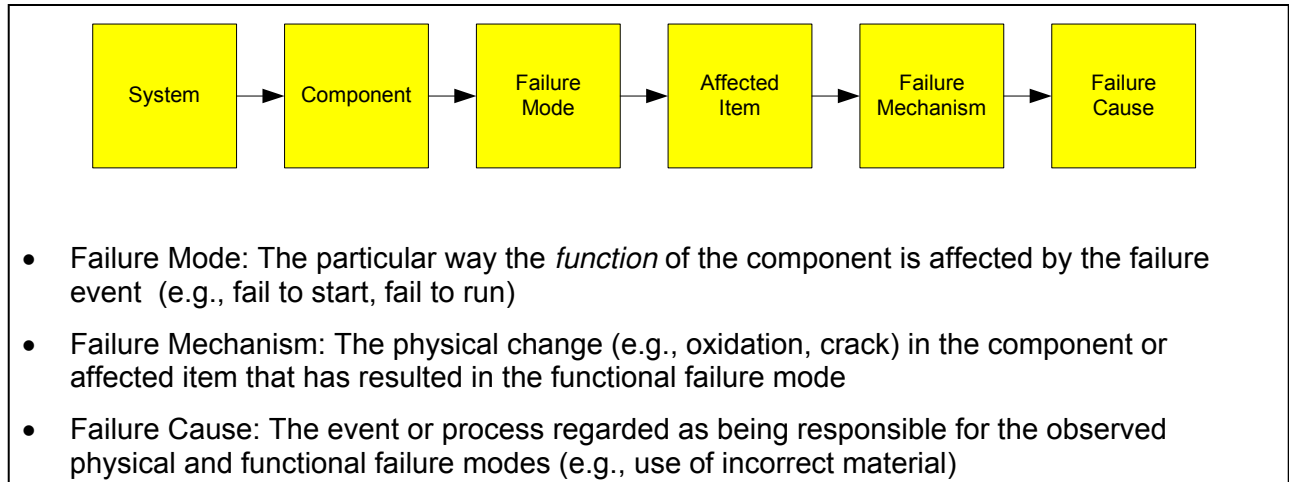 System
Component
Failure
Mode
Affected
Item
Failure
Mechanism
Failure
Cause
• Failure Mode: The particular way the function of the component is affected by the failure
event (e.g., fail to start, fail to run)
• Failure Mechanism: The physical change (e.g., oxidation, crack) in the component or
affected item that has resulted in the functional failure mode
• Failure Cause: The event or process regarded as being responsible for the observed
physical and functional failure modes (e.g., use of incorrect material)